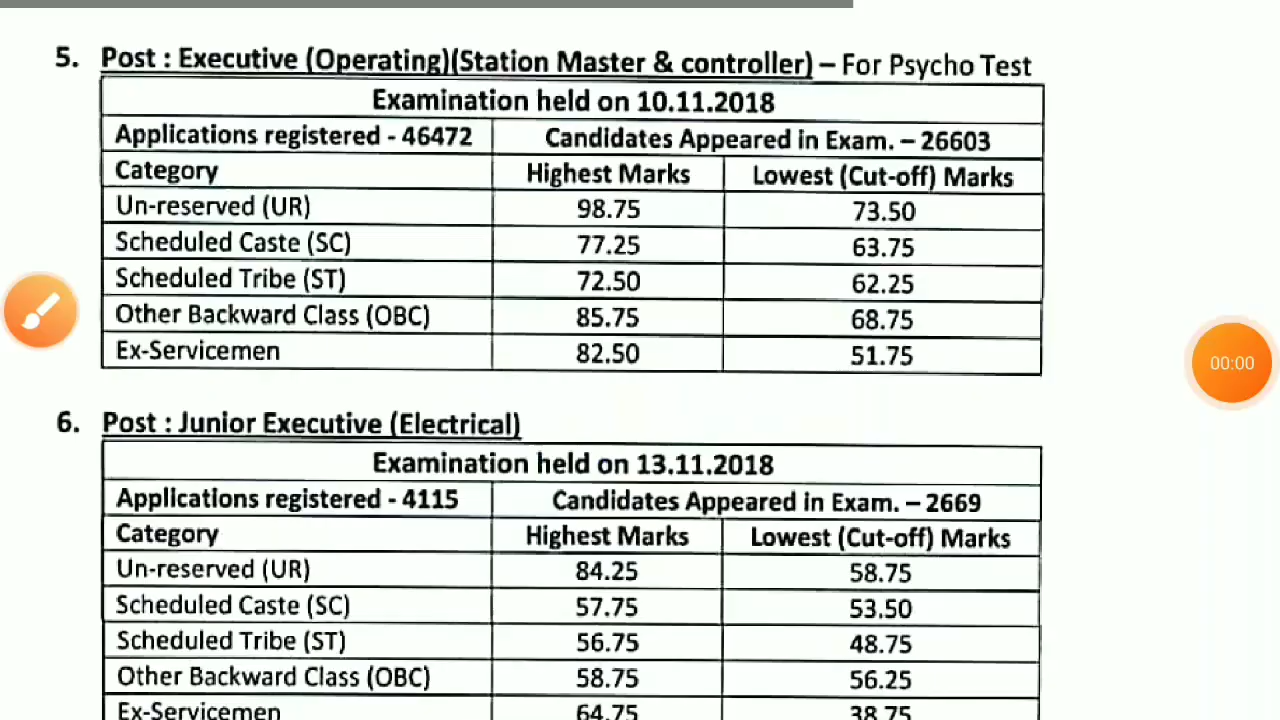 5. Post : Executive (Operating)(Station Master & controller) – For Psycho Test
Examination held on 10.11.2018
Applications registered - 46472 Candidates Appeared in Exam. – 26603
Category Highest Marks Lowest (Cut-off) Marks
Un-reserved (UR) 98.75 73.50
Scheduled Caste (SC) 77.25 63.75
Scheduled Tribe (ST) 72.50 62.25
Other Backward Class (OBC) 85.75 68.75
Ex-Servicemen 82.50 51.75
00:00
6. Post : Junior Executive (Electrical)
Examination held on 13.11.2018
Applications registered - 4115 Candidates Appeared in Exam. – 2669
Category Highest Marks Lowest (Cut-off) Marks
Un-reserved (UR) 84.25 58.75
Scheduled Caste (SC) 57.75 53.50
Scheduled Tribe (ST) 56.75 48.75
Other Backward Class (OBC) 58.75 56.25
Ex-Servicemen 64.75 38.75